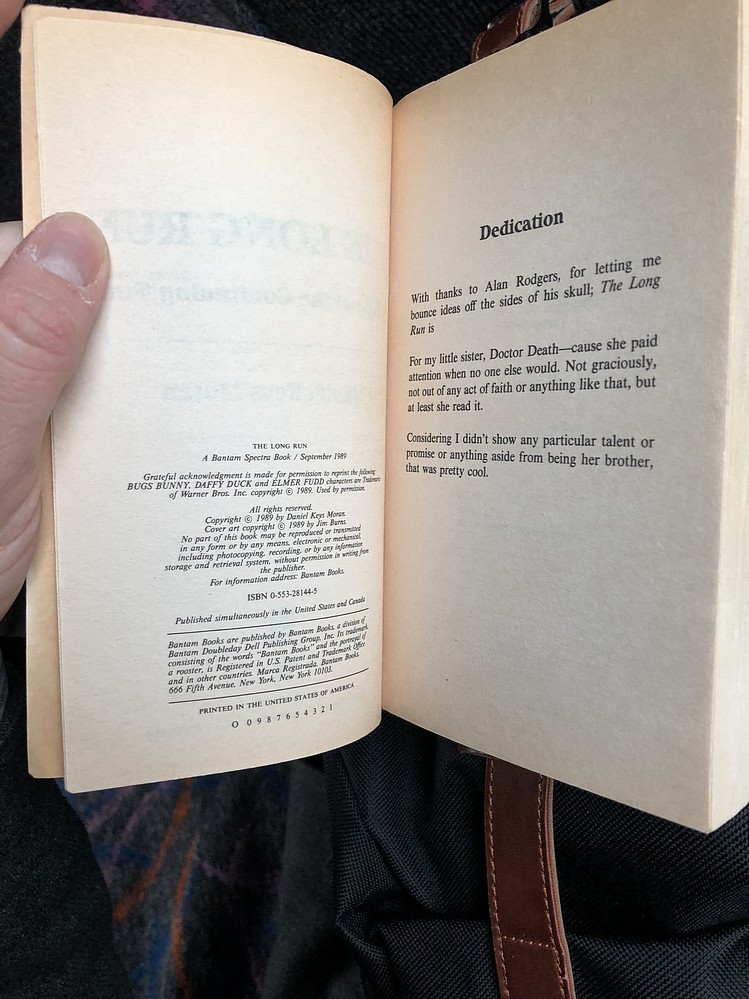 THE LONG RUN
A Bantam Spectra Book / September 1989
Grateful acknowledgment is made for permission to reprint the following:
BUGS BUNNY, DAFFY DUCK and ELMER FUDD characters are Trademarks
of Warner Bros. Inc. copyright © 1989. Used by permission.
All rights reserved.
Copyright © 1989 by Daniel Keys Moran.
Cover art copyright © 1989 by Jim Burns.
No part of this book may be reproduced or transmitted
in any form or by any means, electronic or mechanical,
including photocopying, recording, or by any information
storage and retrieval system, without permission in writing from
the publisher.
For information address: Bantam Books.
ISBN 0-553-28144-5
Published simultaneously in the United States and Canada
Bantam Books are published by Bantam Books, a division of
Bantam Doubleday Dell Publishing Group, Inc. Its trademark,
consisting of the words "Bantam Books" and the portrayal of
a rooster, is Registered in U.S. Patent and Trademark Office
and in other countries. Marca Registrada. Bantam Books,
666 Fifth Avenue, New York, New York 10103.
PRINTED IN THE UNITED STATES OF AMERICA
O 0 9 8 7 6 5 4 3 2 1
Dedication
With thanks to Alan Rodgers, for letting me
bounce ideas off the sides of his skull; The Long
Run is
For my little sister, Doctor Death—cause she paid
attention when no one else would. Not graciously,
not out of any act of faith or anything like that, but
at least she read it.
Considering I didn't show any particular talent or
promise or anything aside from being her brother,
that was pretty cool.